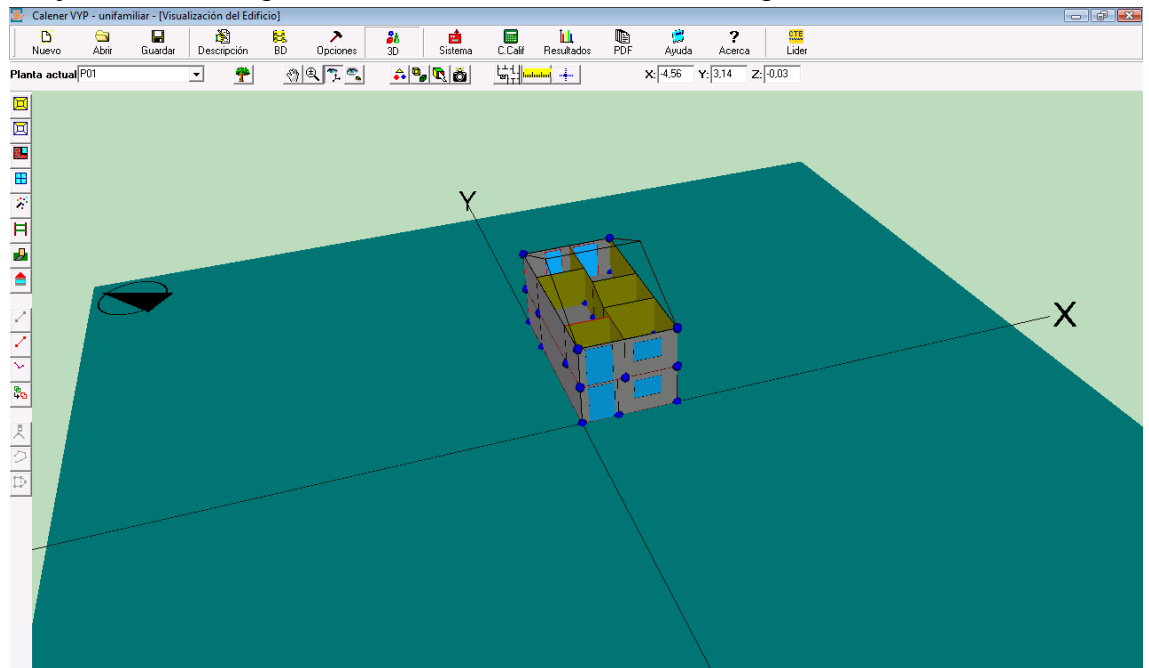 Calener VYP - unifamiliar - [Visualización del Edificio]
CTE
Nuevo Abrir Guardar Descripción BD Opciones 3D Sistema C.Calif Resultados PDF Ayuda Acerca Lider
Planta actual P01 X: -4,56 Y: 3,14 Z: -0,03
Y
X